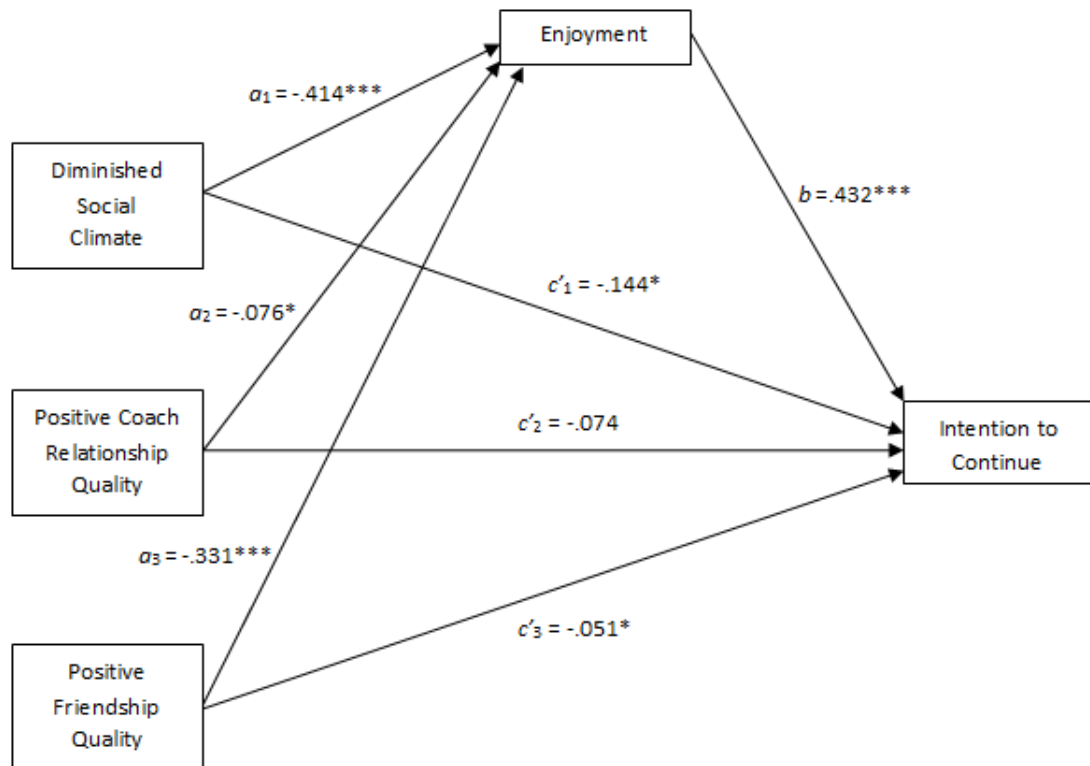 Enjoyment
a₁ = -.414***
Diminished
Social
Climate
b =.432***
c′₁ = -.144*
a₂ = -.076*
Positive Coach
Relationship
Quality
c′₂ = -.074
Intention to
Continue
a₃ = -.331***
c′₃ = -.051*
Positive
Friendship
Quality